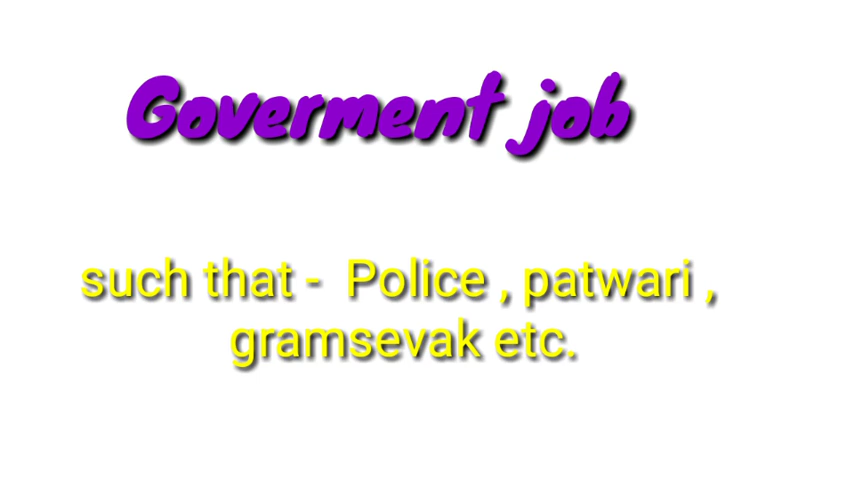 Goverment job
such that - Police , patwari ,
gramsevak etc.